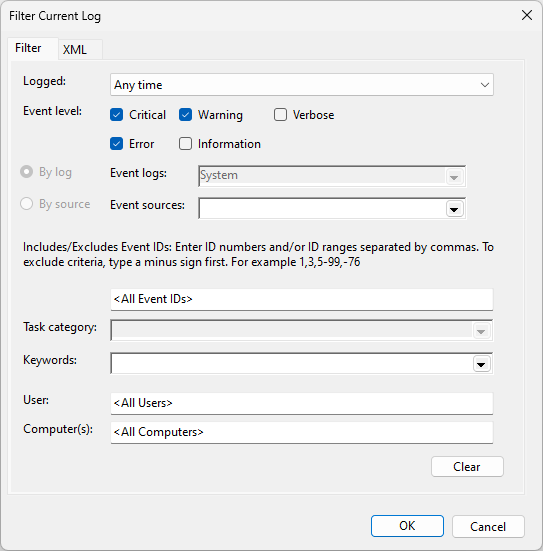 Filter Current Log
Filter XML
Logged: Any time
Event level: Critical Warning Verbose
Error Information
By log Event logs: System
By source Event sources:
Includes/Excludes Event IDs: Enter ID numbers and/or ID ranges separated by commas. To
exclude criteria, type a minus sign first. For example 1,3,5-99,-76
<All Event IDs>
Task category:
Keywords:
User: <All Users>
Computer(s): <All Computers>
Clear
OK Cancel